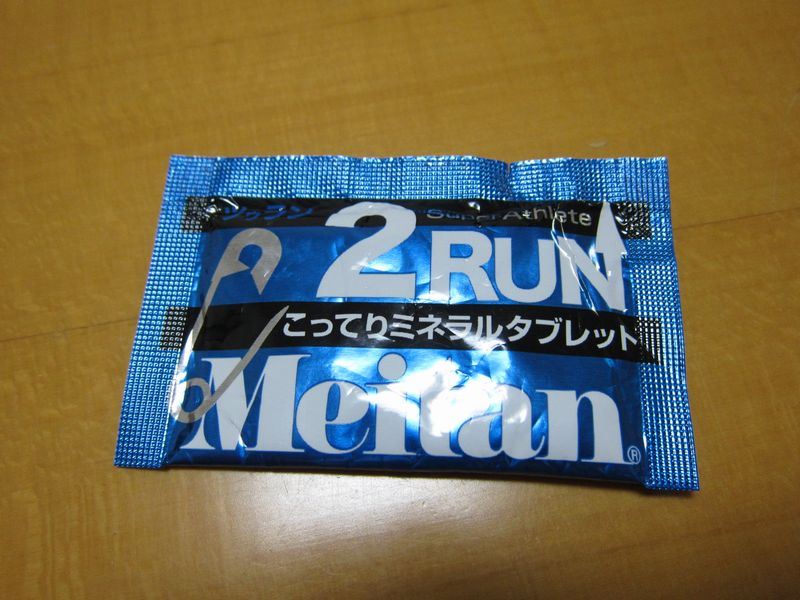 ツゥラン Super Athlete
2RUN
こってりミネラルタブレット
Meitan®